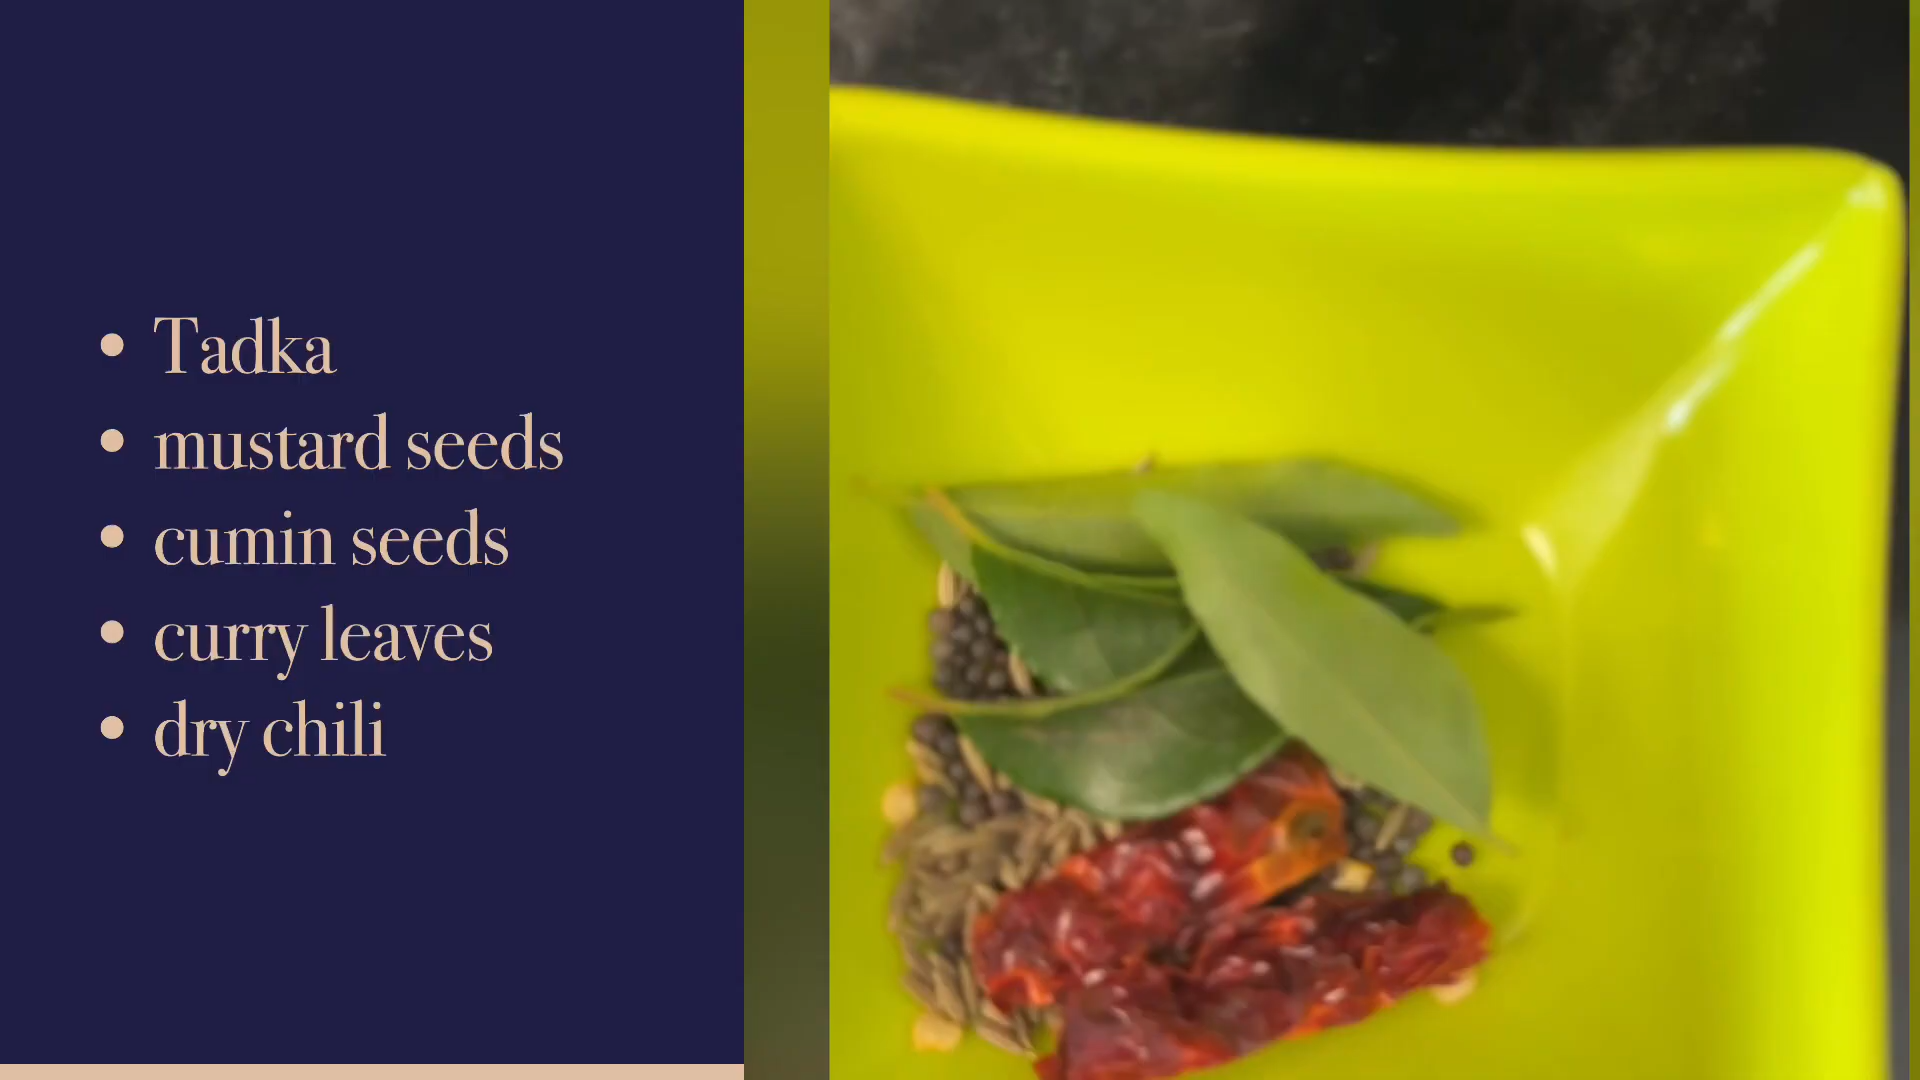 • Tadka
• mustard seeds
• cumin seeds
• curry leaves
• dry chili